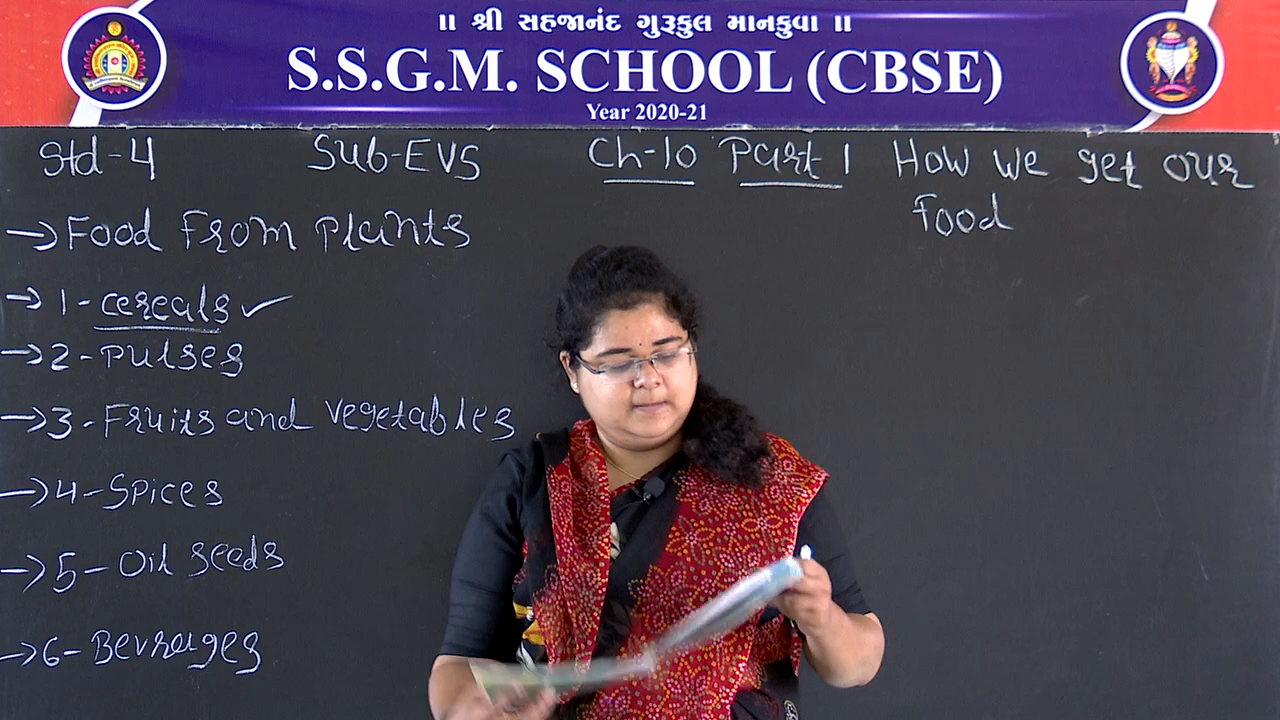 ॥ શ્રી સહજાનંદ ગુરૂકુલ માનકુવા ॥
S.S.G.M. SCHOOL (CBSE)
Year 2020-21
Std-4 Sub-EVS Ch-10 Part 1 How we get our
Food
→ Food From Plants
→ 1- cereals ✓
→ 2- Pulses
→ 3- Fruits and vegetables
→ 4- Spices
→ 5- Oil seeds
→ 6- Bevrages